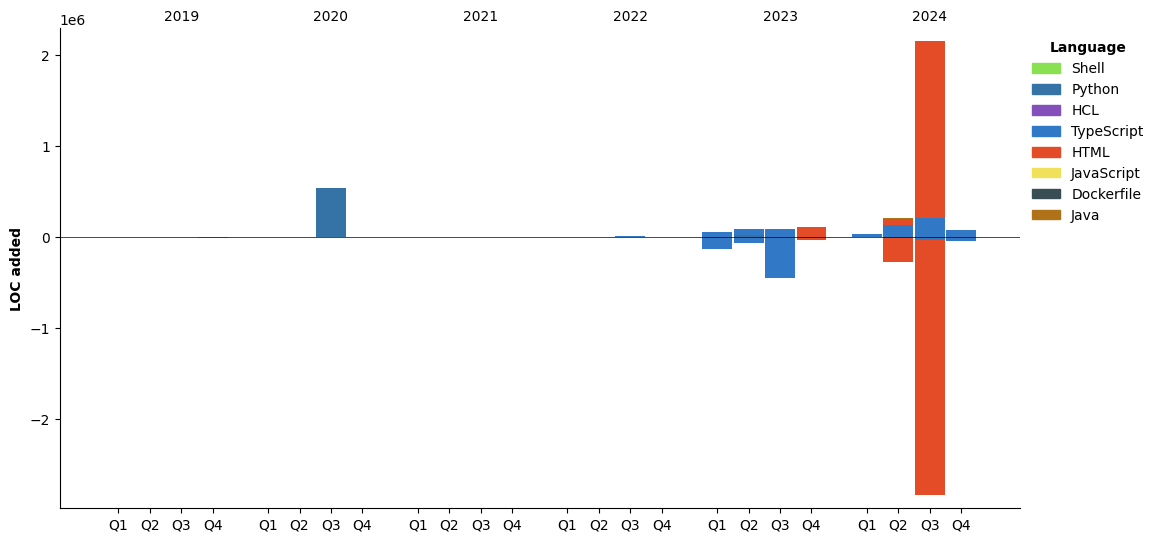 1e6
2019 2020 2021 2022 2023 2024
Language
Shell
Python
HCL
TypeScript
HTML
JavaScript
Dockerfile
Java
LOC added
2
1
0
−1
−2
Q1 Q2 Q3 Q4 Q1 Q2 Q3 Q4 Q1 Q2 Q3 Q4 Q1 Q2 Q3 Q4 Q1 Q2 Q3 Q4 Q1 Q2 Q3 Q4